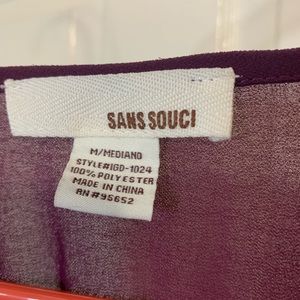 SANS SOUCI
M/MEDIANO
STYLE#IGD-1024
100% POLYESTER
MADE IN CHINA
RN #95652